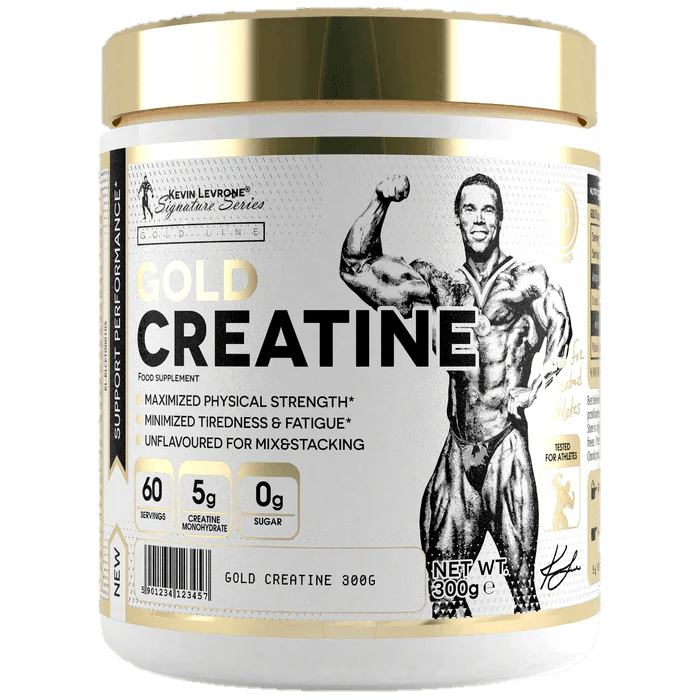 KEVIN LEVRONE®
Signature Series
GOLD LINE
GOLD
CREATINE
FOOD SUPPLEMENT
MAXIMIZED PHYSICAL STRENGTH*
MINIMIZED TIREDNESS & FATIGUE*
UNFLAVOURED FOR MIX&STACKING
60
SERVINGS
5g
CREATINE
MONOHYDRATE
0g
SUGAR
5901234 123457
GOLD CREATINE 300G
NET WT.
300g e
TESTED
FOR ATHLETES
SUPPORT PERFORMANCE*
NEW